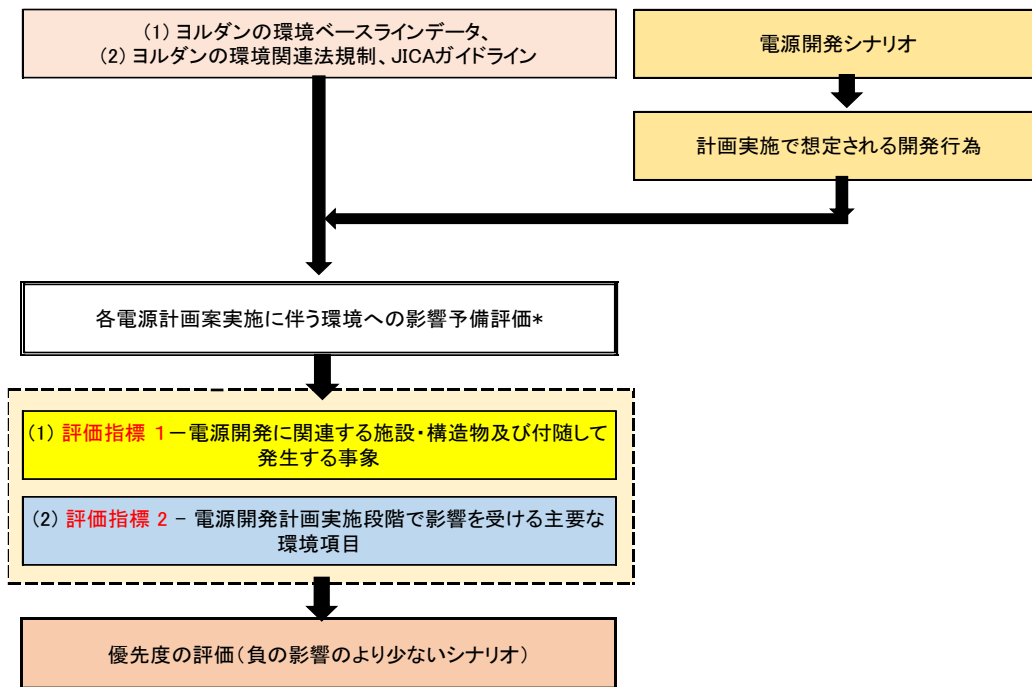 (1) ヨルダンの環境ベースラインデータ、
(2) ヨルダンの環境関連法規制、JICAガイドライン
電源開発シナリオ
計画実施で想定される開発行為
各電源計画案実施に伴う環境への影響予備評価*
(1) 評価指標 1－電源開発に関連する施設・構造物及び付随して
発生する事象
(2) 評価指標 2 – 電源開発計画実施段階で影響を受ける主要な
環境項目
優先度の評価(負の影響のより少ないシナリオ)